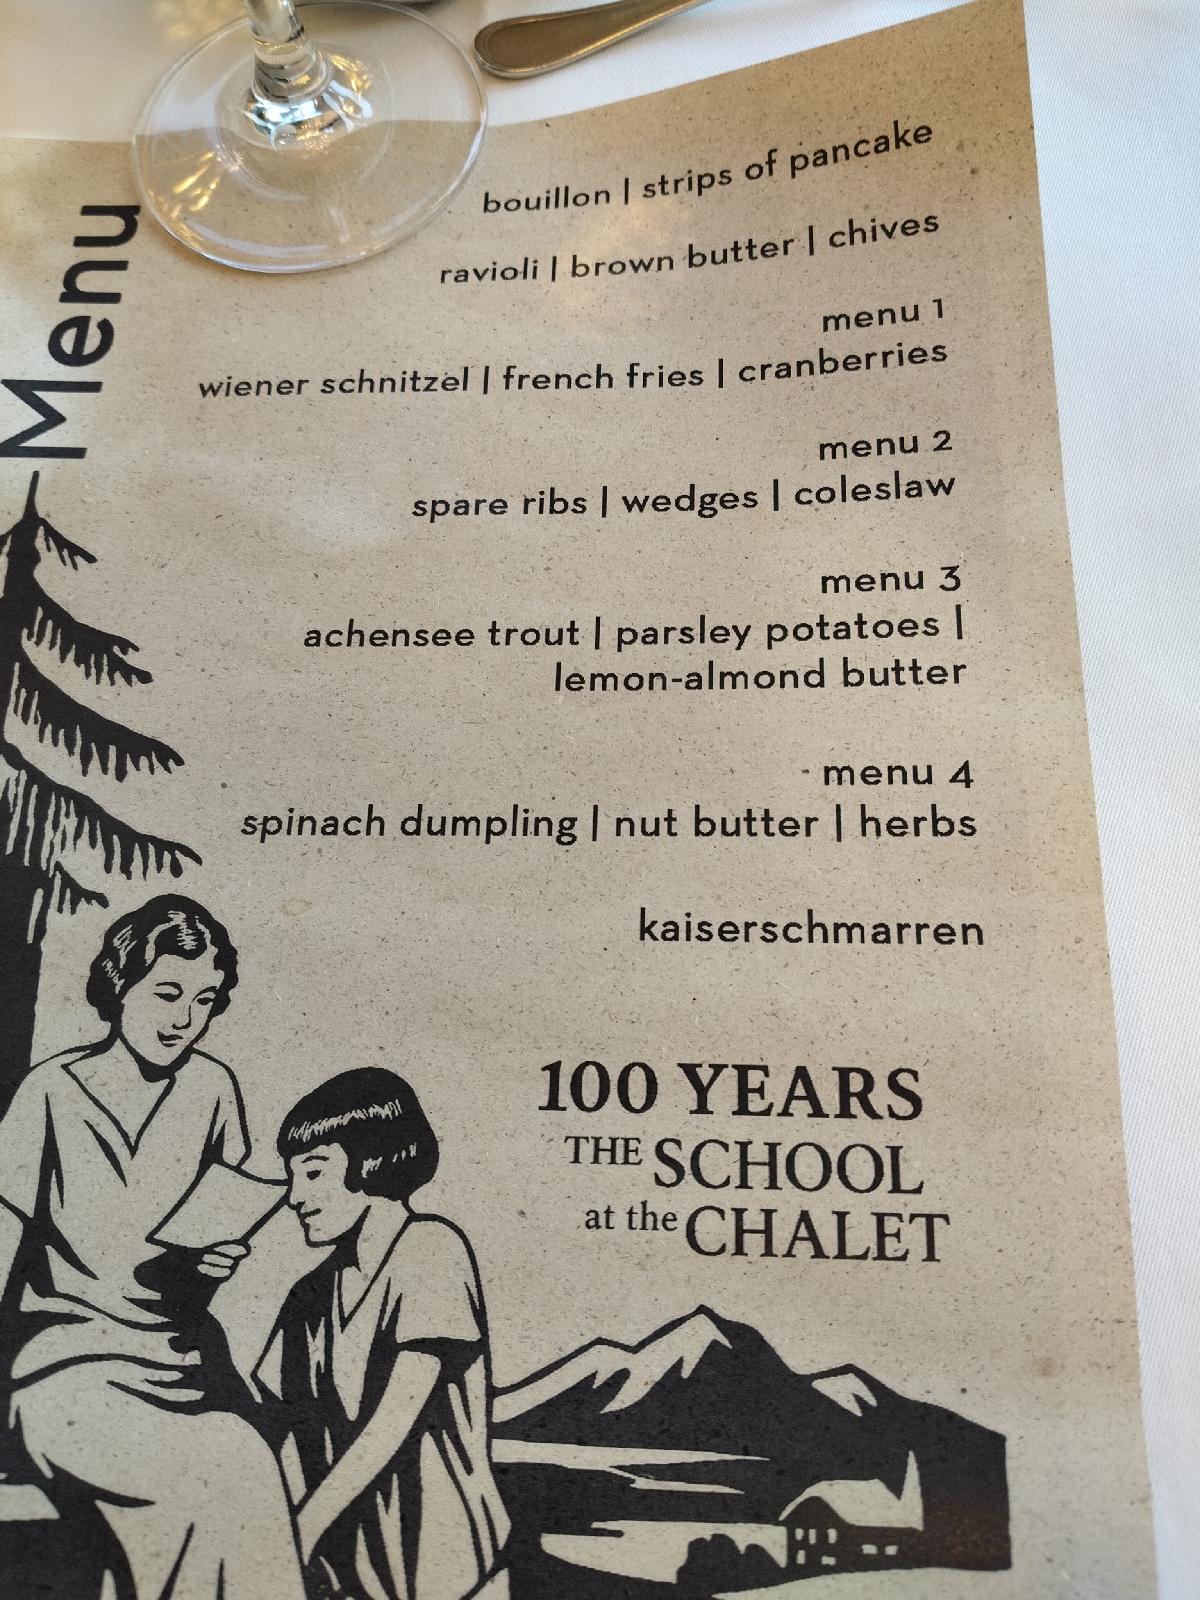 Menu
bouillon | strips of pancake
ravioli | brown butter | chives
menu 1
wiener schnitzel | french fries | cranberries
menu 2
spare ribs | wedges | coleslaw
menu 3
achensee trout | parsley potatoes |
lemon-almond butter
menu 4
spinach dumpling | nut butter | herbs
kaiserschmarren
100 YEARS
THE SCHOOL
at the CHALET